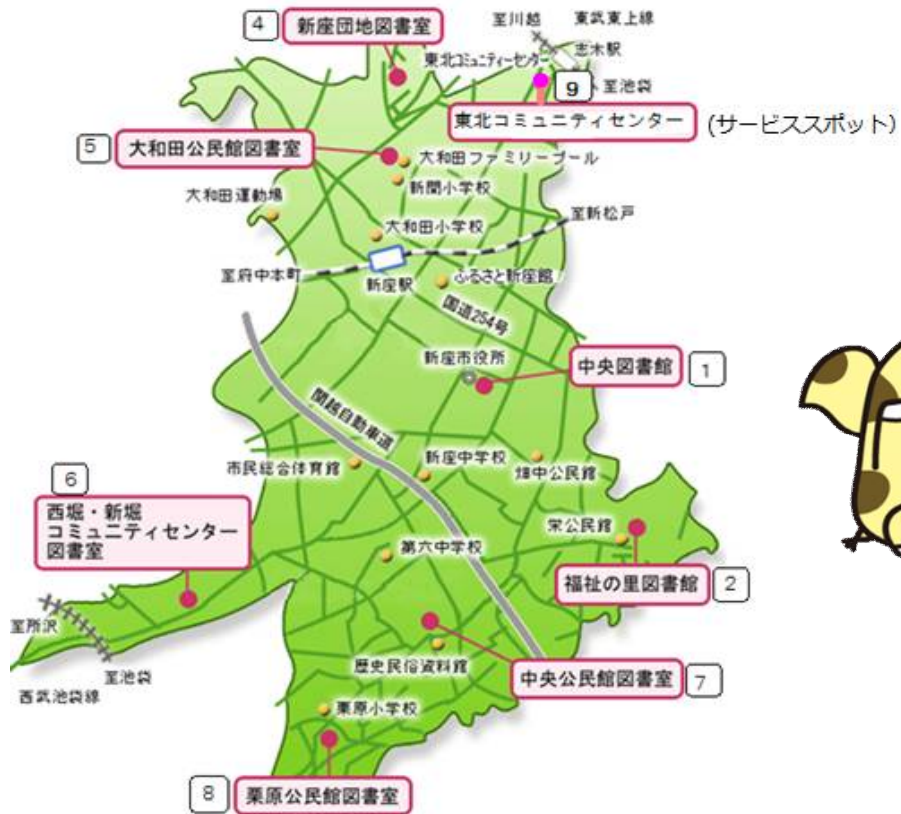 4
新座団地図書室
至川越
東武東上線
志木駅
東北コミュニティーセンター
9
至池袋
東北コミュニティセンター
(サービススポット)
5
大和田公民館図書室
大和田ファミリープール
新開小学校
大和田運動場
大和田小学校
至新松戸
至府中本町
新座駅
ふるさと新座館
国道254号
新座市役所
中央図書館
1
関越自動車道
市民総合体育館
新座中学校
畑中公民館
6
西堀・新堀
コミュニティセンター
図書室
栄公民館
第六中学校
福祉の里図書館
2
至所沢
至池袋
西武池袋線
歴史民俗資料館
中央公民館図書室
7
栗原小学校
8
栗原公民館図書室